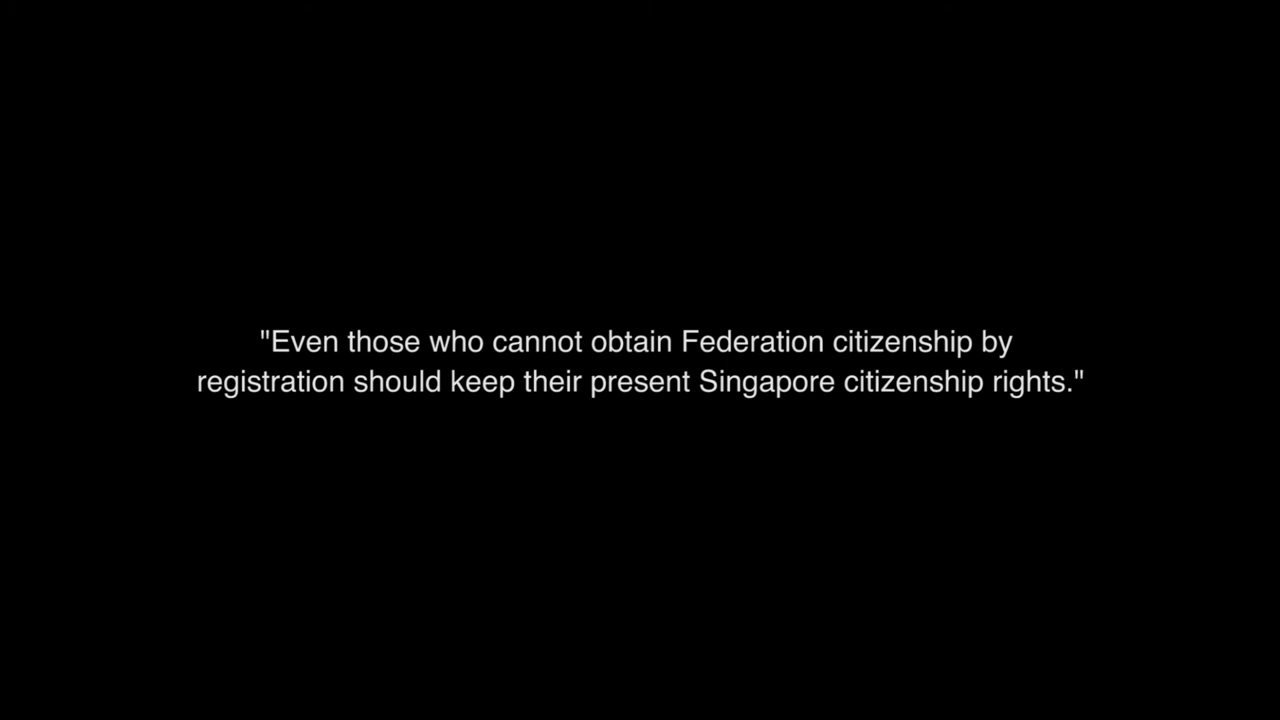 "Even those who cannot obtain Federation citizenship by
registration should keep their present Singapore citizenship rights."